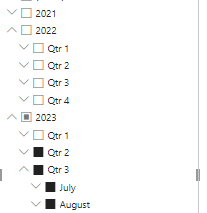 2021
2022
Qtr 1
Qtr 2
Qtr 3
Qtr 4
2023
Qtr 1
Qtr 2
Qtr 3
July
August